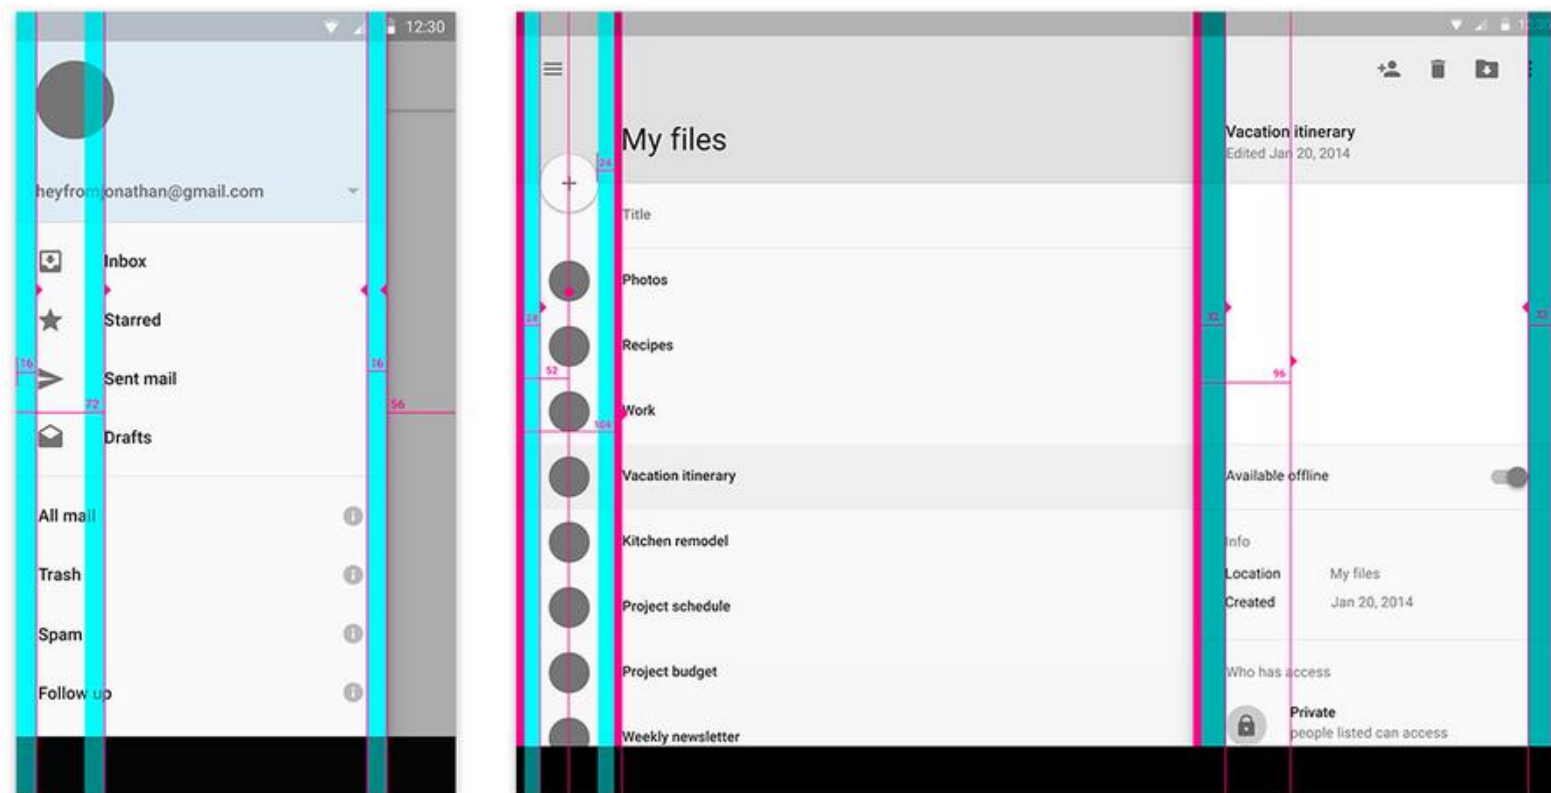 12:30
heyfromjonathan@gmail.com
Inbox
Starred
16
Sent mail
16
72
56
Drafts
All mail
Trash
Spam
Follow up
My files
24
Title
Photos
24
Recipes
52
Work
104
Vacation itinerary
Kitchen remodel
Project schedule
Project budget
Weekly newsletter
Vacation itinerary
Edited Jan 20, 2014
32
32
96
Available offline
Info
Location My files
Created Jan 20, 2014
Who has access
Private
people listed can access